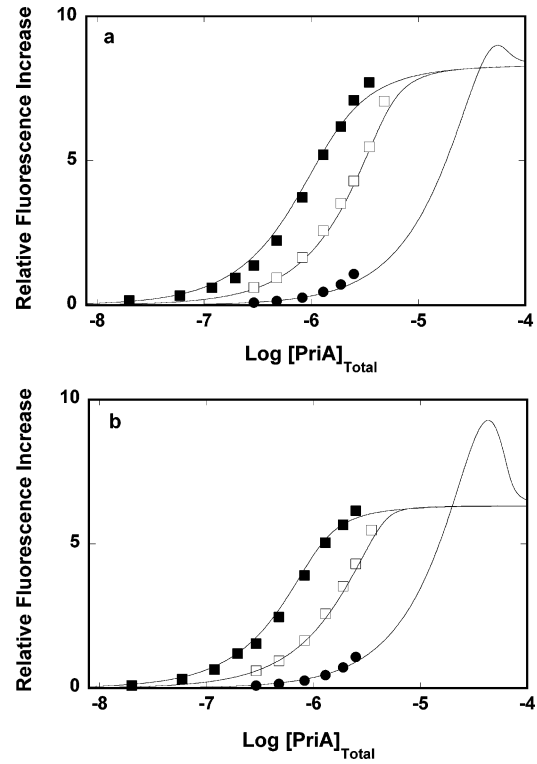 a
10
5
0
Relative Fluorescence Increase
-8 -7 -6 -5 -4
Log [PriA]Total
b
10
5
0
Relative Fluorescence Increase
-8 -7 -6 -5 -4
Log [PriA]Total